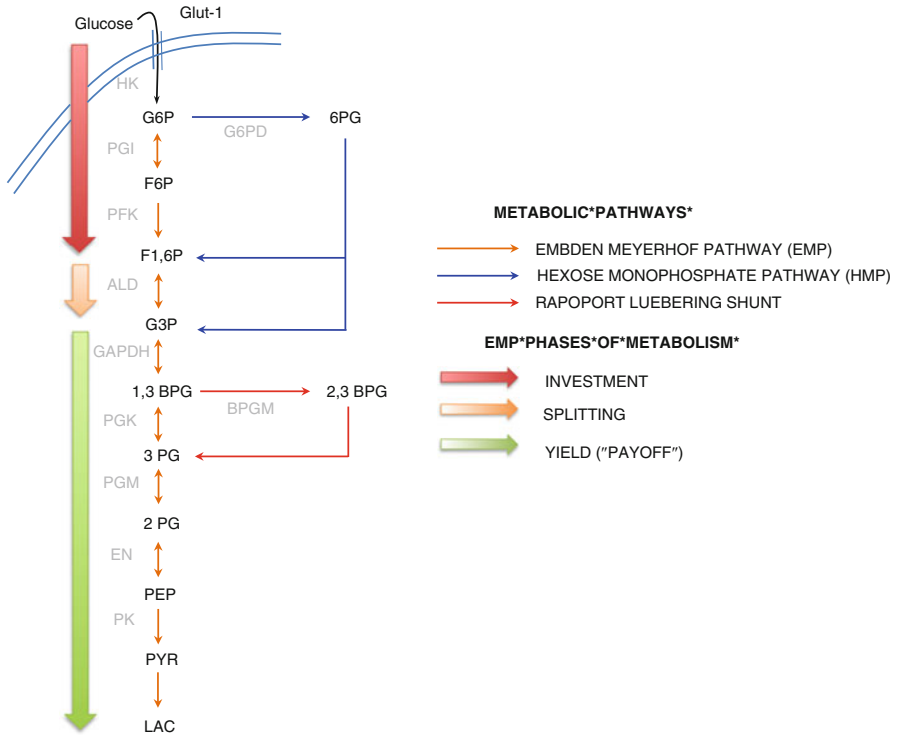 Glucose
Glut-1
HK
G6P
G6PD
6PG
PGI
F6P
PFK
F1,6P
ALD
G3P
GAPDH
1,3 BPG
BPGM
2,3 BPG
PGK
3 PG
PGM
2 PG
EN
PEP
PK
PYR
LAC
METABOLIC*PATHWAYS*
EMBDEN MEYERHOF PATHWAY (EMP)
HEXOSE MONOPHOSPHATE PATHWAY (HMP)
RAPOPORT LUEBERING SHUNT
EMP*PHASES*OF*METABOLISM*
INVESTMENT
SPLITTING
YIELD ("PAYOFF")